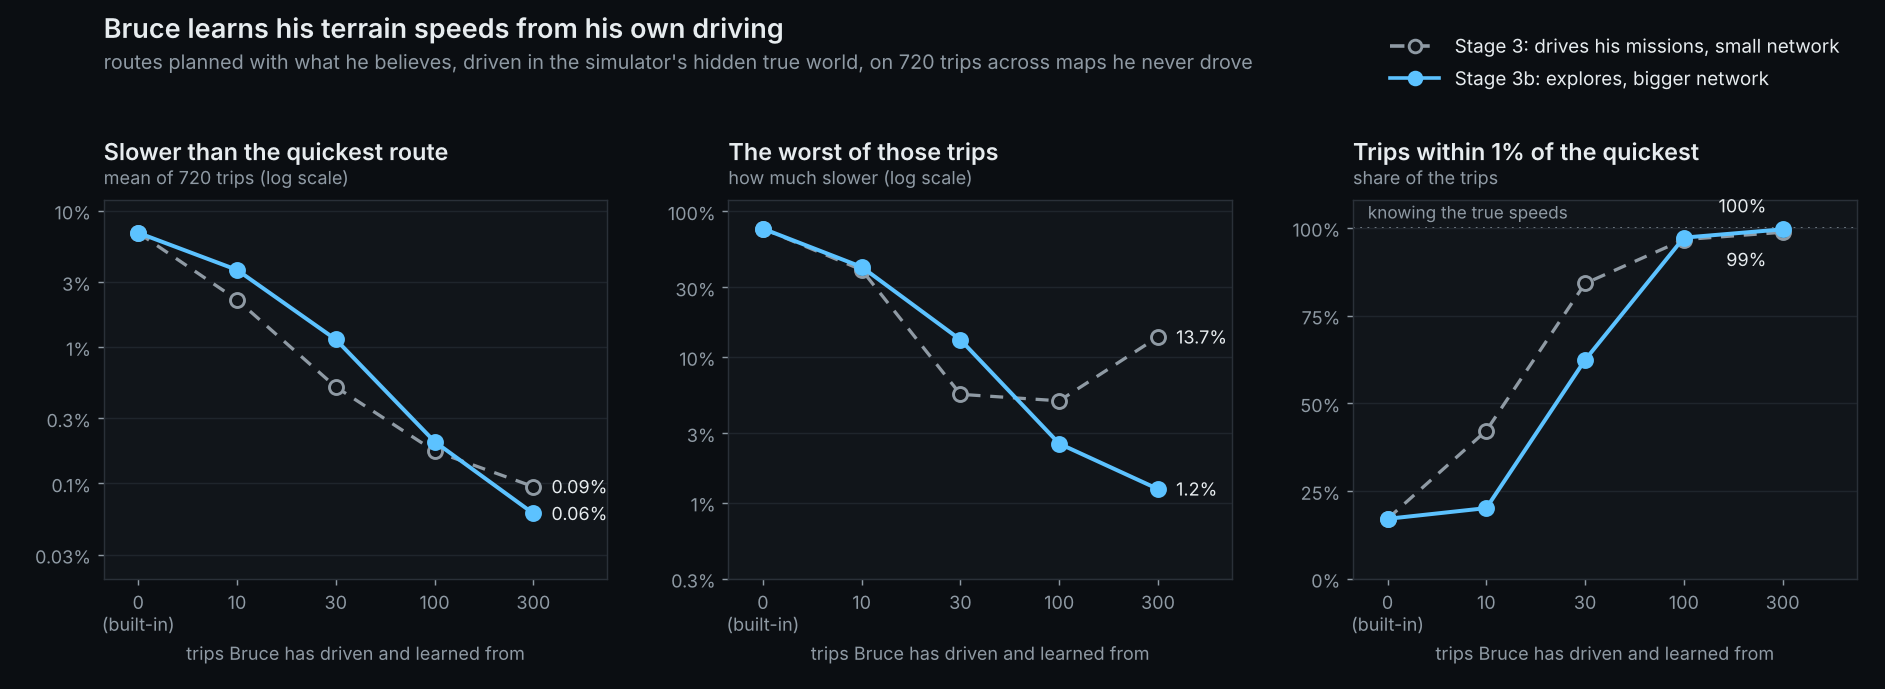 Bruce learns his terrain speeds from his own driving
routes planned with what he believes, driven in the simulator's hidden true world, on 720 trips across maps he never drove
Stage 3: drives his missions, small network
Stage 3b: explores, bigger network
Slower than the quickest route
mean of 720 trips (log scale)
10%
3%
1%
0.3%
0.1%
0.03%
0.09%
0.06%
0
10
30
100
300
(built-in)
trips Bruce has driven and learned from
The worst of those trips
how much slower (log scale)
100%
30%
10%
3%
1%
0.3%
13.7%
1.2%
0
10
30
100
300
(built-in)
trips Bruce has driven and learned from
Trips within 1% of the quickest
share of the trips
knowing the true speeds
100%
99%
100%
75%
50%
25%
0%
0
10
30
100
300
(built-in)
trips Bruce has driven and learned from